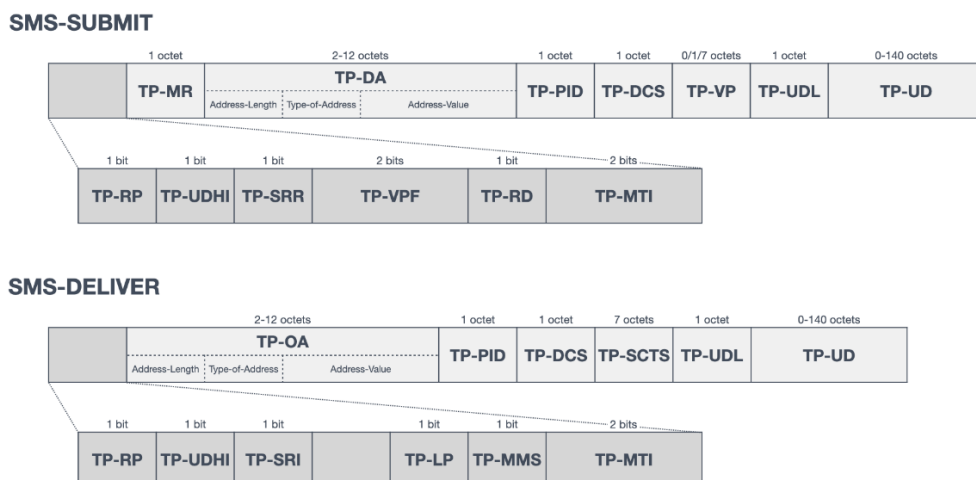 SMS-SUBMIT
1 octet 2-12 octets 1 octet 1 octet 0/1/7 octets 1 octet 0-140 octets
TP-MR TP-DA TP-PID TP-DCS TP-VP TP-UDL TP-UD
Address-Length Type-of-Address Address-Value
1 bit 1 bit 1 bit 2 bits 1 bit 2 bits
TP-RP TP-UDHI TP-SRR TP-VPF TP-RD TP-MTI
SMS-DELIVER
2-12 octets 1 octet 1 octet 7 octets 1 octet 0-140 octets
TP-OA TP-PID TP-DCS TP-SCTS TP-UDL TP-UD
Address-Length Type-of-Address Address-Value
1 bit 1 bit 1 bit 1 bit 1 bit 2 bits
TP-RP TP-UDHI TP-SRI TP-LP TP-MMS TP-MTI